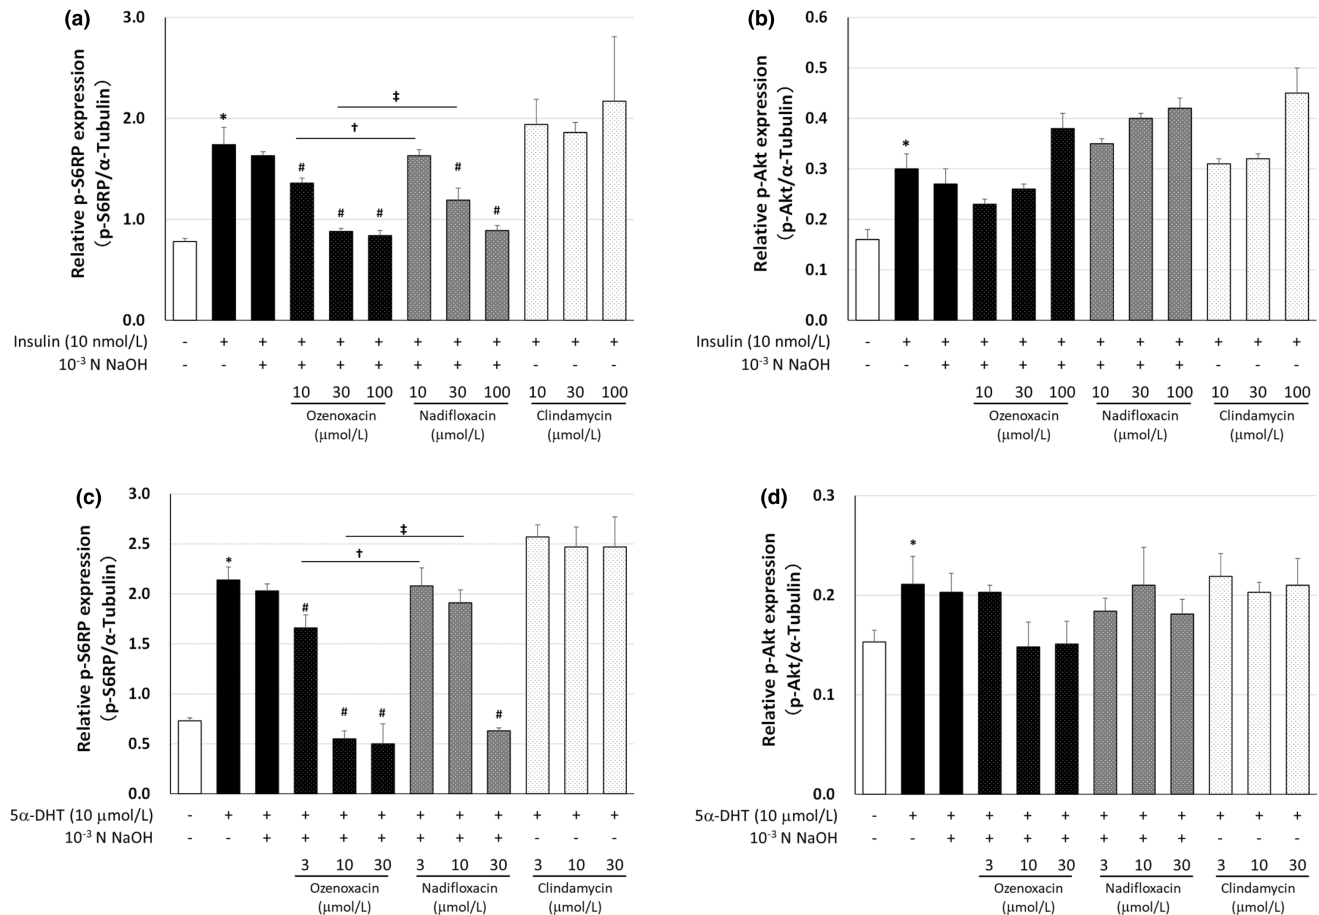 (a)
Relative p-S6RP expression
(p-S6RP/α-Tubulin)
3.0
2.0
1.0
0.0
*
#
#
#
†
‡
#
#
Insulin (10 nmol/L) - + + + + + + + + + + +
10⁻³ N NaOH - - + + + + + + + - - -
10 30 100 10 30 100 10 30 100
Ozenoxacin Nadifloxacin Clindamycin
(μmol/L) (μmol/L) (μmol/L)
(b)
Relative p-Akt expression
(p-Akt/α-Tubulin)
0.6
0.5
0.4
0.3
0.2
0.1
0.0
*
Insulin (10 nmol/L) - + + + + + + + + + + +
10⁻³ N NaOH - - + + + + + + + - - -
10 30 100 10 30 100 10 30 100
Ozenoxacin Nadifloxacin Clindamycin
(μmol/L) (μmol/L) (μmol/L)
(c)
Relative p-S6RP expression
(p-S6RP/α-Tubulin)
3.0
2.5
2.0
1.5
1.0
0.5
0.0
*
#
#
#
†
‡
#
5α-DHT (10 μmol/L) - + + + + + + + + + + +
10⁻³ N NaOH - - + + + + + + + - - -
3 10 30 3 10 30 3 10 30
Ozenoxacin Nadifloxacin Clindamycin
(μmol/L) (μmol/L) (μmol/L)
(d)
Relative p-Akt expression
(p-Akt/α-Tubulin)
0.3
0.2
0.1
0.0
*
5α-DHT (10 μmol/L) - + + + + + + + + + + +
10⁻³ N NaOH - - + + + + + + + - - -
3 10 30 3 10 30 3 10 30
Ozenoxacin Nadifloxacin Clindamycin
(μmol/L) (μmol/L) (μmol/L)